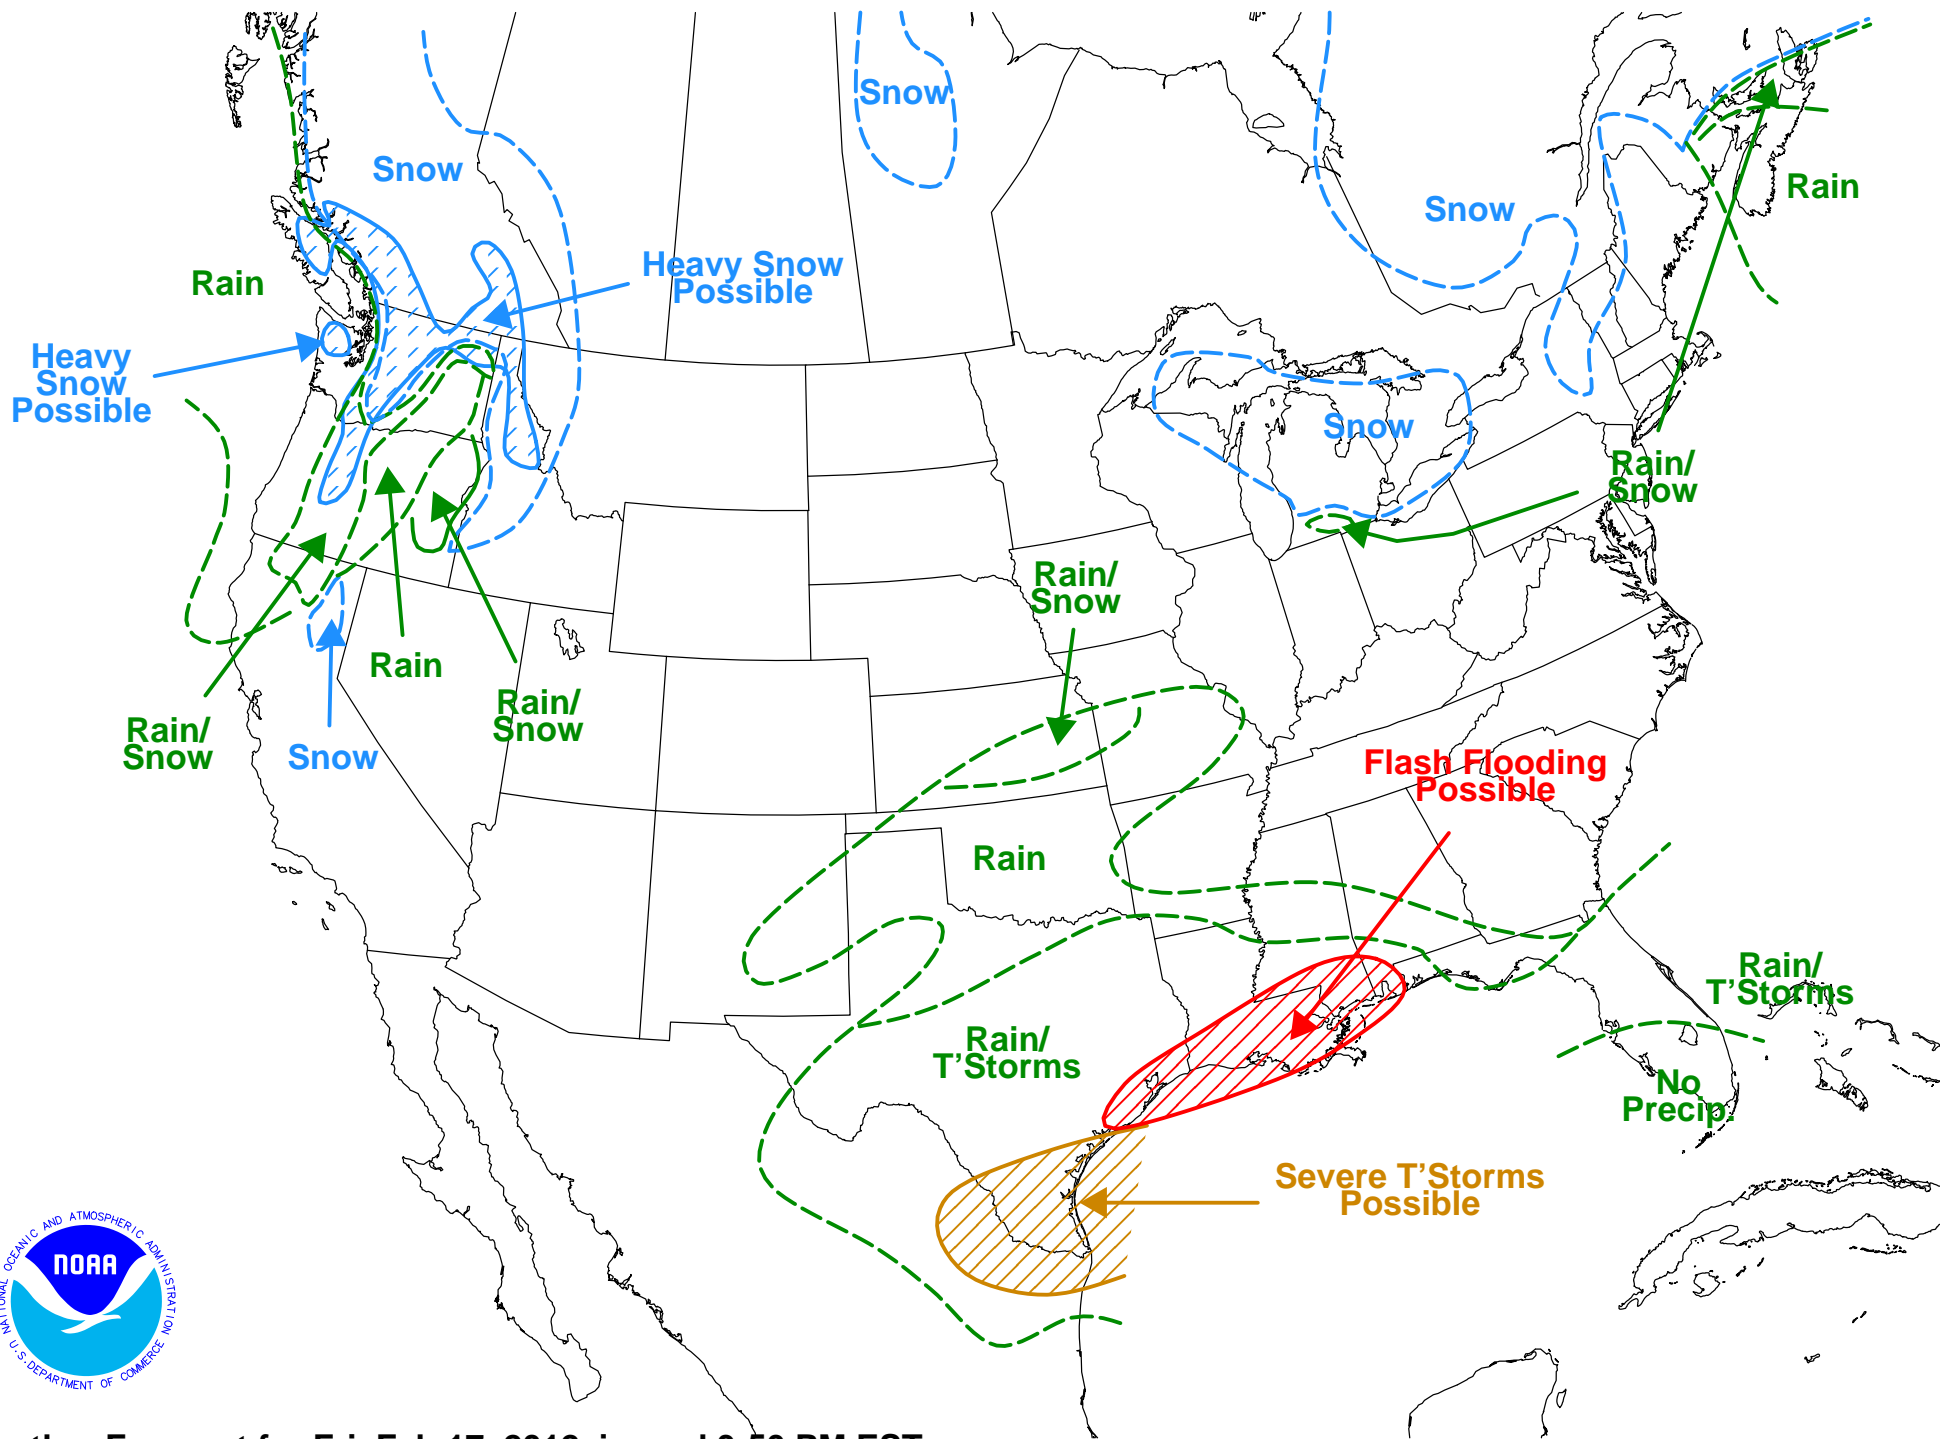 Snow
Snow
Rain
Snow
Heavy Snow
Possible
Rain
Heavy
Snow
Possible
Snow
Rain/
Snow
Rain/
Snow
Rain
Rain/
Snow
Rain/
Snow
Snow
Flash Flooding
Possible
Rain
Rain/
T'Storms
Rain/
T'Storms
No
Precip.
Severe T'Storms
Possible
NATIONAL OCEANIC AND ATMOSPHERIC ADMINISTRATION
NOAA
U.S. DEPARTMENT OF COMMERCE